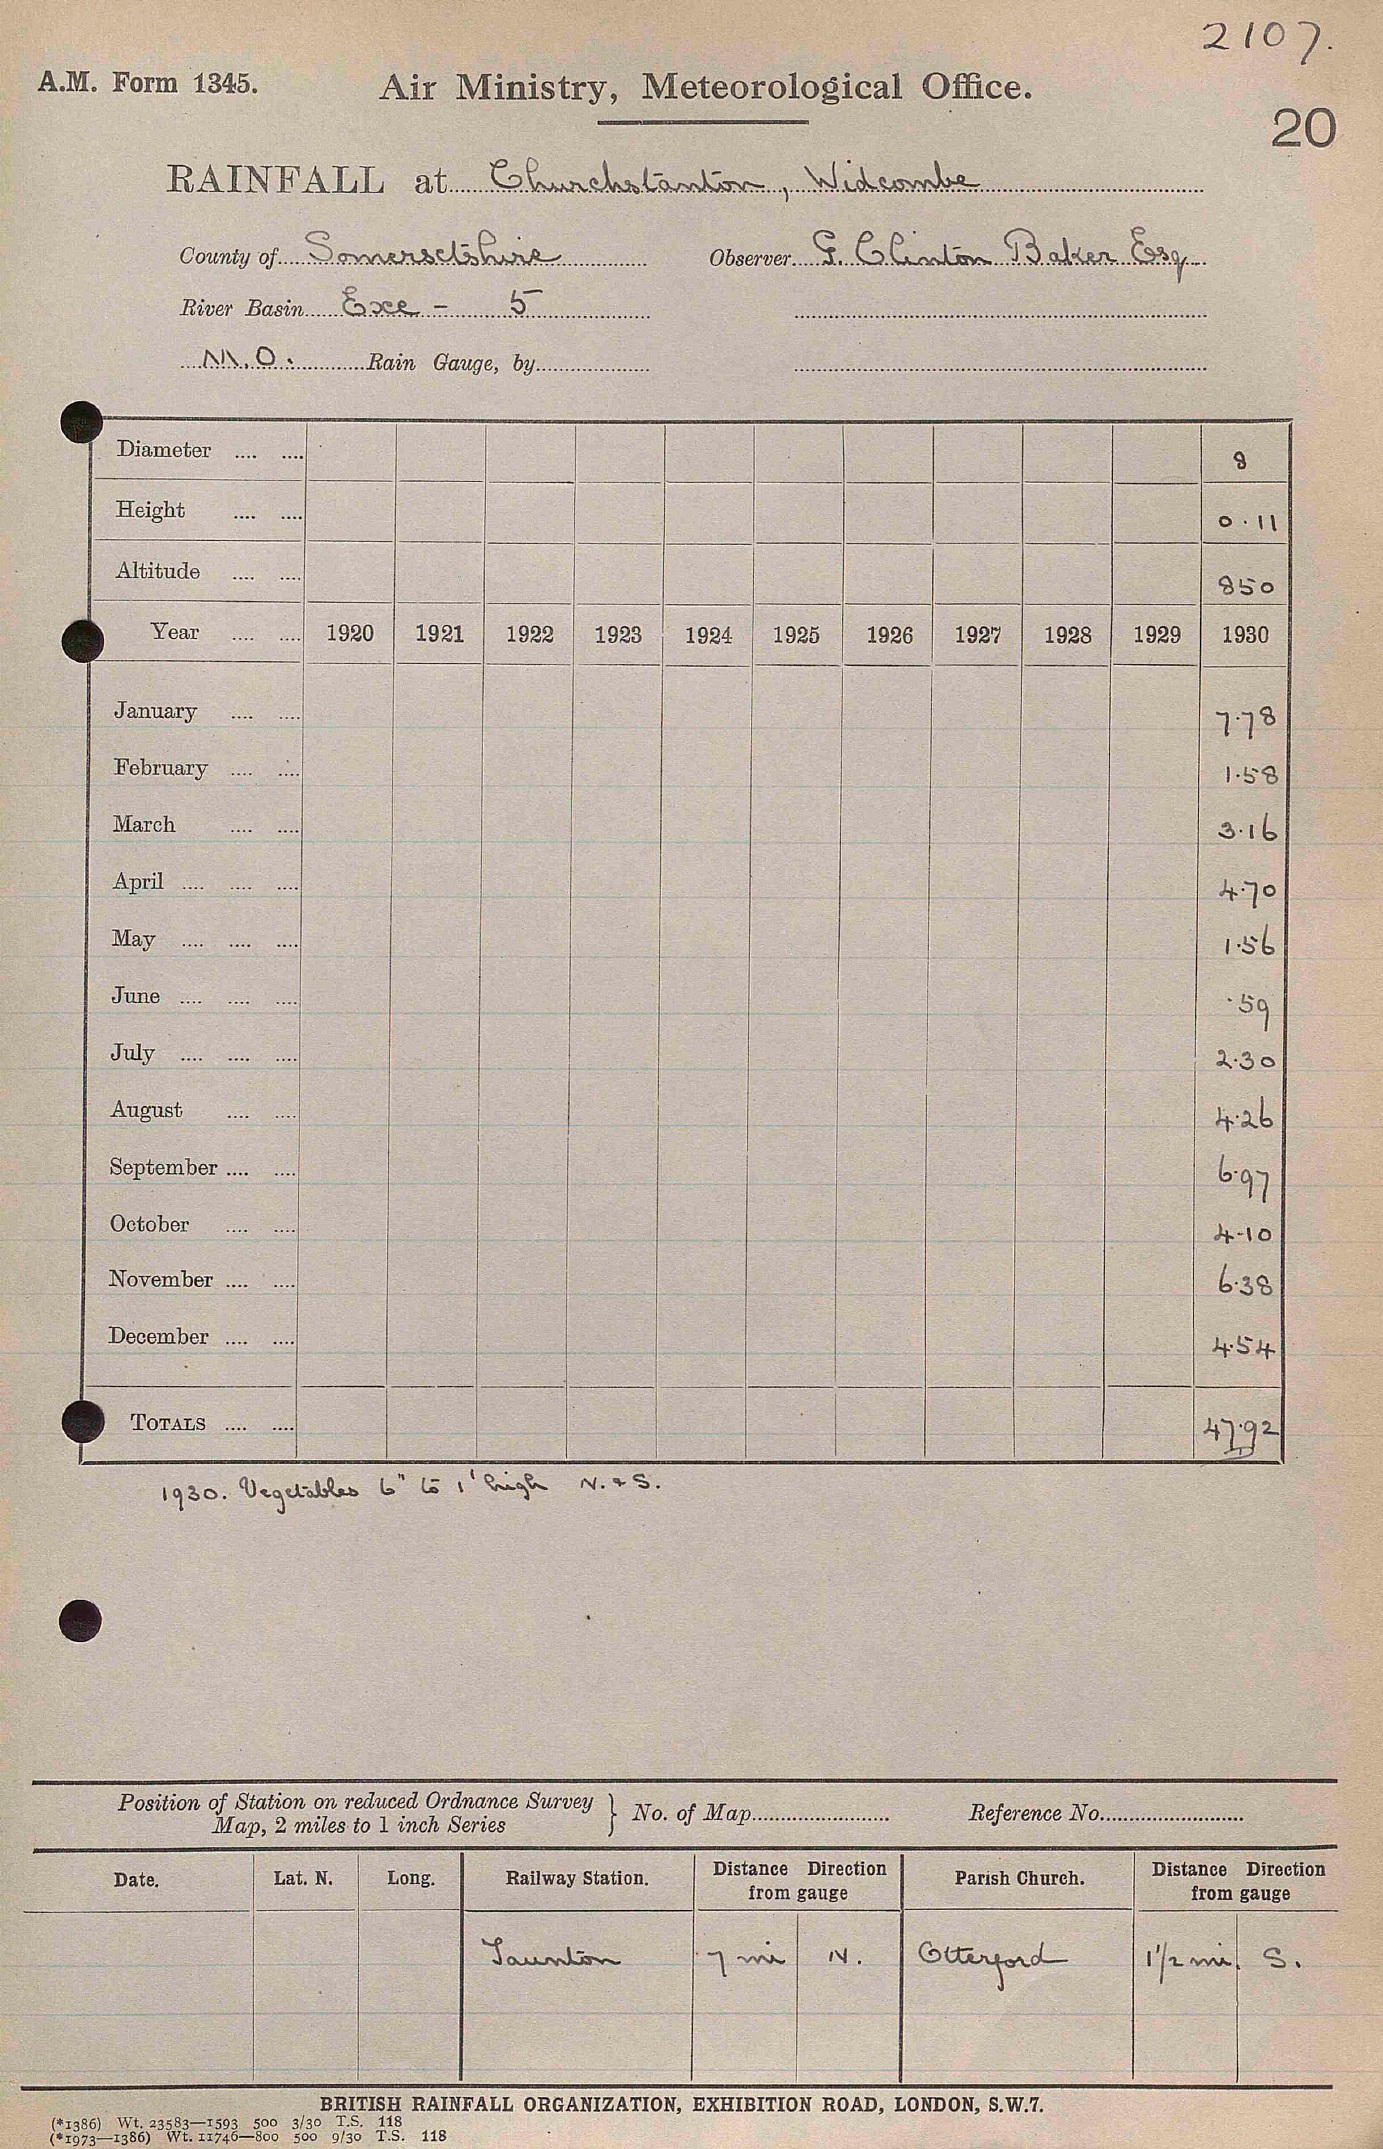 2107.
A.M. Form 1345. Air Ministry, Meteorological Office.
20
RAINFALL at Churchstanton, Widcombe
County of Somersetshire Observer G. Clinton Baker Esq
River Basin Exe - 5
M.O. Rain Gauge, by
Diameter .... .... 8
Height .... .... 0.11
Altitude .... .... 850
Year .... .... 1920 1921 1922 1923 1924 1925 1926 1927 1928 1929 1930
January .... .... 7.78
February .... .... 1.58
March .... .... 3.16
April .... .... .... 4.70
May .... .... .... 1.56
June .... .... .... .59
July .... .... .... 2.30
August .... .... 4.26
September .... .... 6.97
October .... .... 4.10
November .... .... 6.38
December .... .... 4.54
TOTALS .... .... 47.92
1930. Vegetables 6" to 1' high N. & S.
Position of Station on reduced Ordnance Survey
Map, 2 miles to 1 inch Series } No. of Map Reference No.
Date. Lat. N. Long. Railway Station. Distance Direction from gauge Parish Church. Distance Direction from gauge
Taunton 7 mi N. Otterford 1 1/2 mi. S.
BRITISH RAINFALL ORGANIZATION, EXHIBITION ROAD, LONDON, S.W.7.
(*1386) Wt. 23583—1593 500 3/30 T.S. 118
(*1973—1386) Wt. 11746—800 500 9/30 T.S. 118